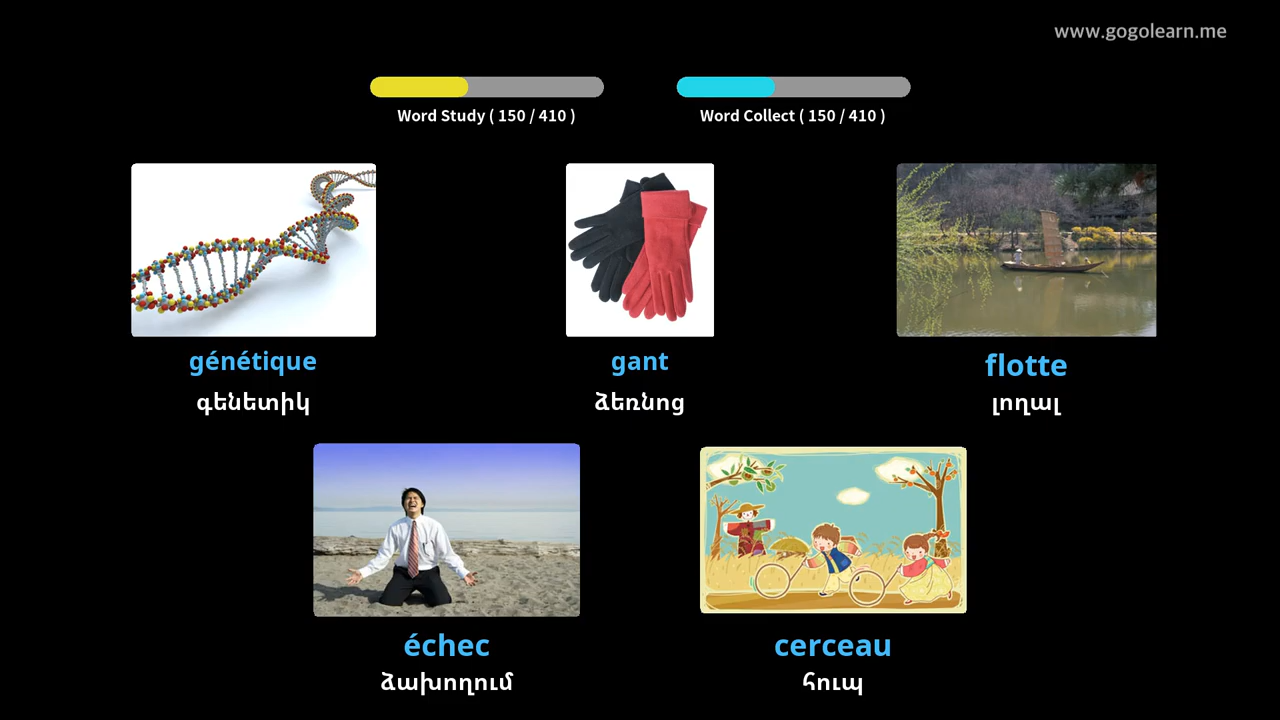 www.gogolearn.me
Word Study ( 150 / 410 )
Word Collect ( 150 / 410 )
génétique
gant
flotte
գենետիկ
ձեռնոց
լողալ
échec
cerceau
ձախողում
հուպ